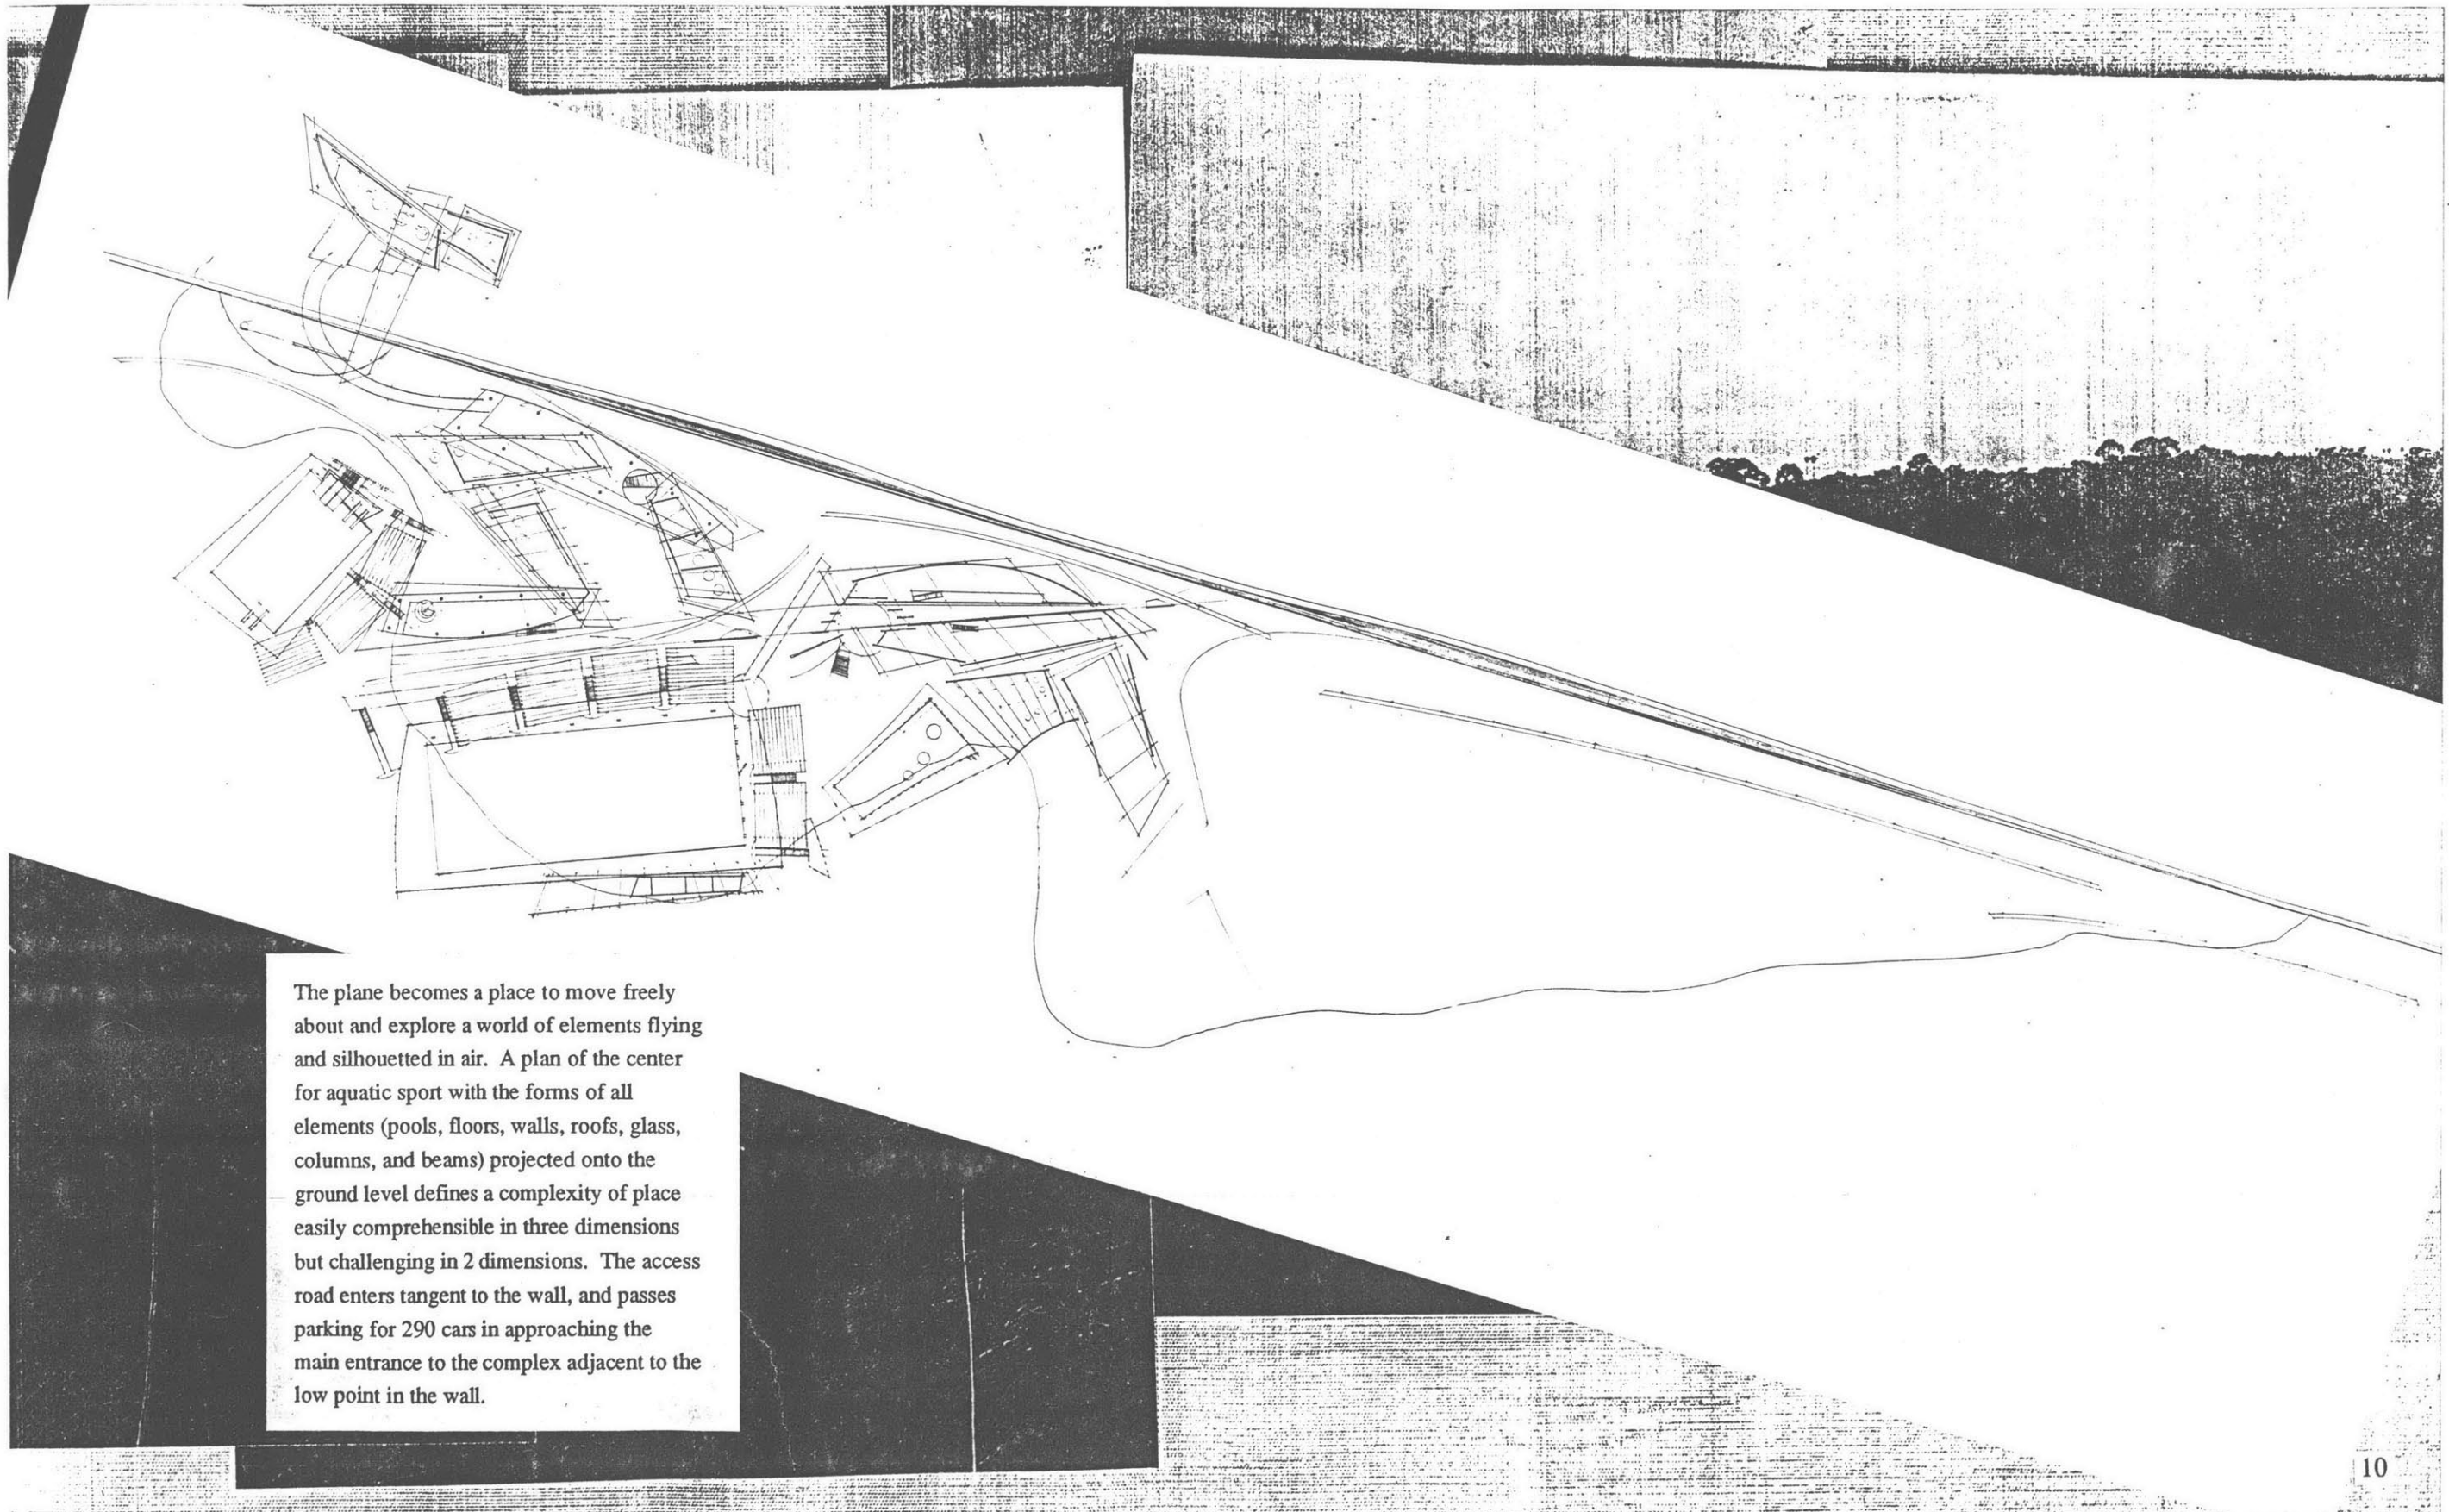 The plane becomes a place to move freely
about and explore a world of elements flying
and silhouetted in air.  A plan of the center
for aquatic sport with the forms of all
elements (pools, floors, walls, roofs, glass,
columns, and beams) projected onto the
ground level defines a complexity of place
easily comprehensible in three dimensions
but challenging in 2 dimensions.  The access
road enters tangent to the wall, and passes
parking for 290 cars in approaching the
main entrance to the complex adjacent to the
low point in the wall.
10